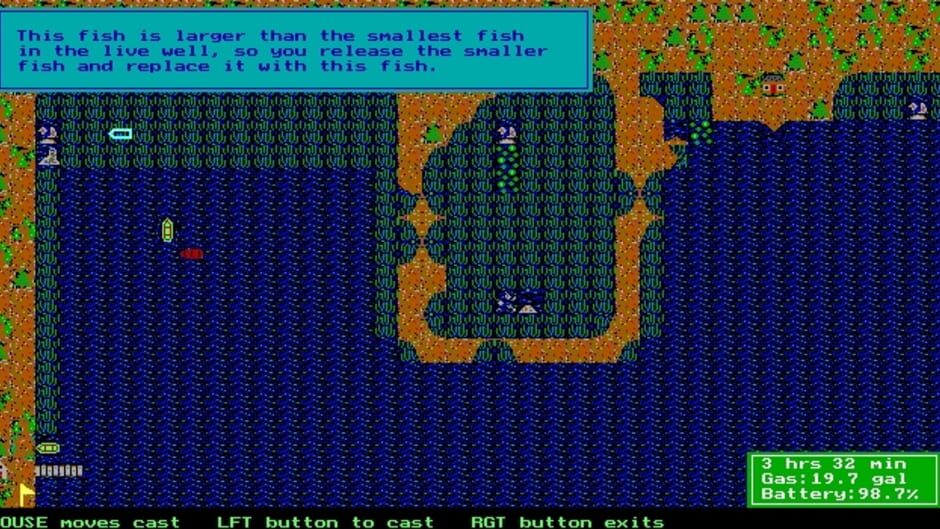 This fish is larger than the smallest fish
in the live well, so you release the smaller
fish and replace it with this fish.
3 hrs 32 min
Gas:19.7 gal
Battery:98.7%
OUSE moves cast LFT button to cast RGT button exits